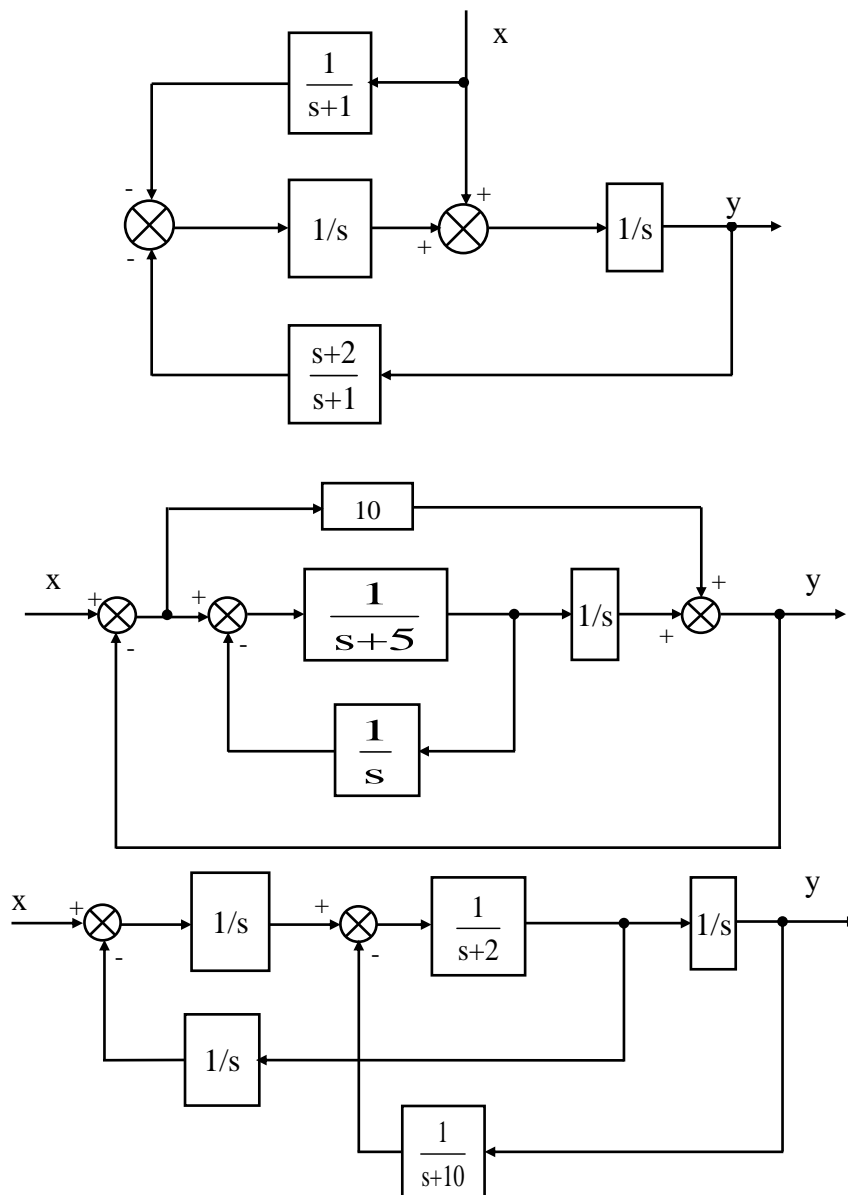 x
1
s+1
-
+
1/s
+
1/s
y
-
s+2
s+1
10
x
+
+
1
s+5
1/s
+
+
y
-
-
1
s
x
+
1/s
+
1
s+2
1/s
y
-
-
1/s
1
s+10